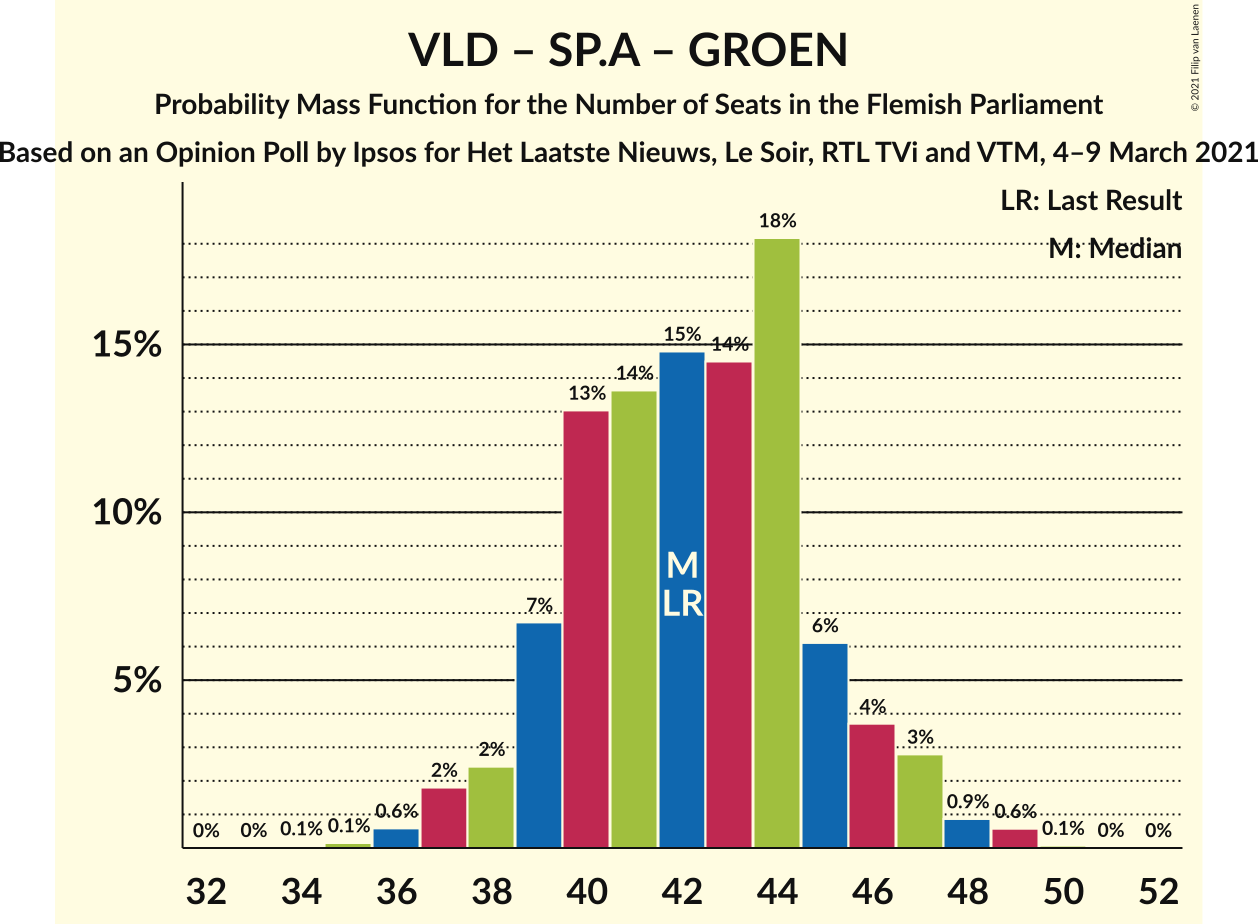 VLD – SP.A – GROEN
Probability Mass Function for the Number of Seats in the Flemish Parliament
Based on an Opinion Poll by Ipsos for Het Laatste Nieuws, Le Soir, RTL TVi and VTM, 4–9 March 2021
© 2021 Filip van Laenen
LR: Last Result
M: Median
18%
15%
15%
14%
14%
13%
10%
M
LR
7%
6%
5%
4%
3%
2%
2%
0.9%
0.6%
0.6%
0% 0% 0.1% 0.1% 0.1% 0% 0%
32 34 36 38 40 42 44 46 48 50 52